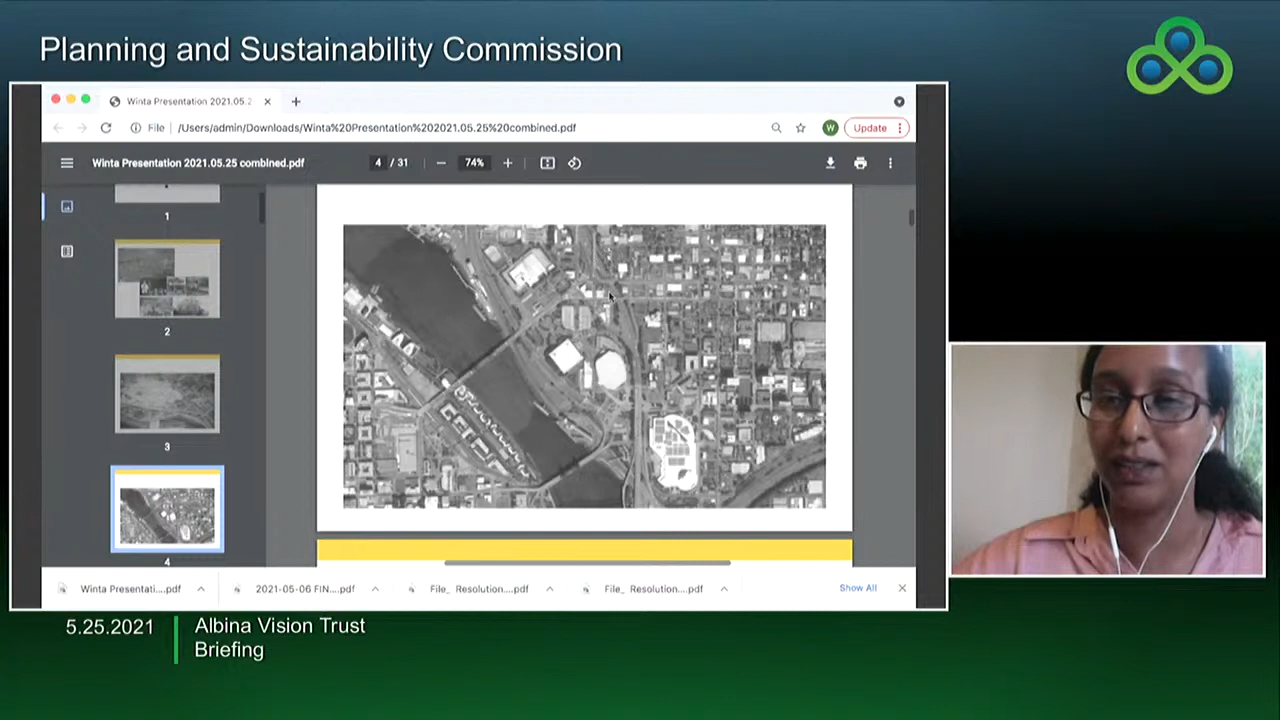 Planning and Sustainability Commission
Winta Presentation 2021.05.2
File
/Users/admin/Downloads/Winta%20Presentation%202021.05.25%20combined.pdf
W
Update
Winta Presentation 2021.05.25 combined.pdf
4 / 31
74%
1
2
3
4
Winta Presentati....pdf
2021-05-06 FIN....pdf
File_ Resolution....pdf
File_ Resolution....pdf
Show All
5.25.2021
Albina Vision Trust
Briefing